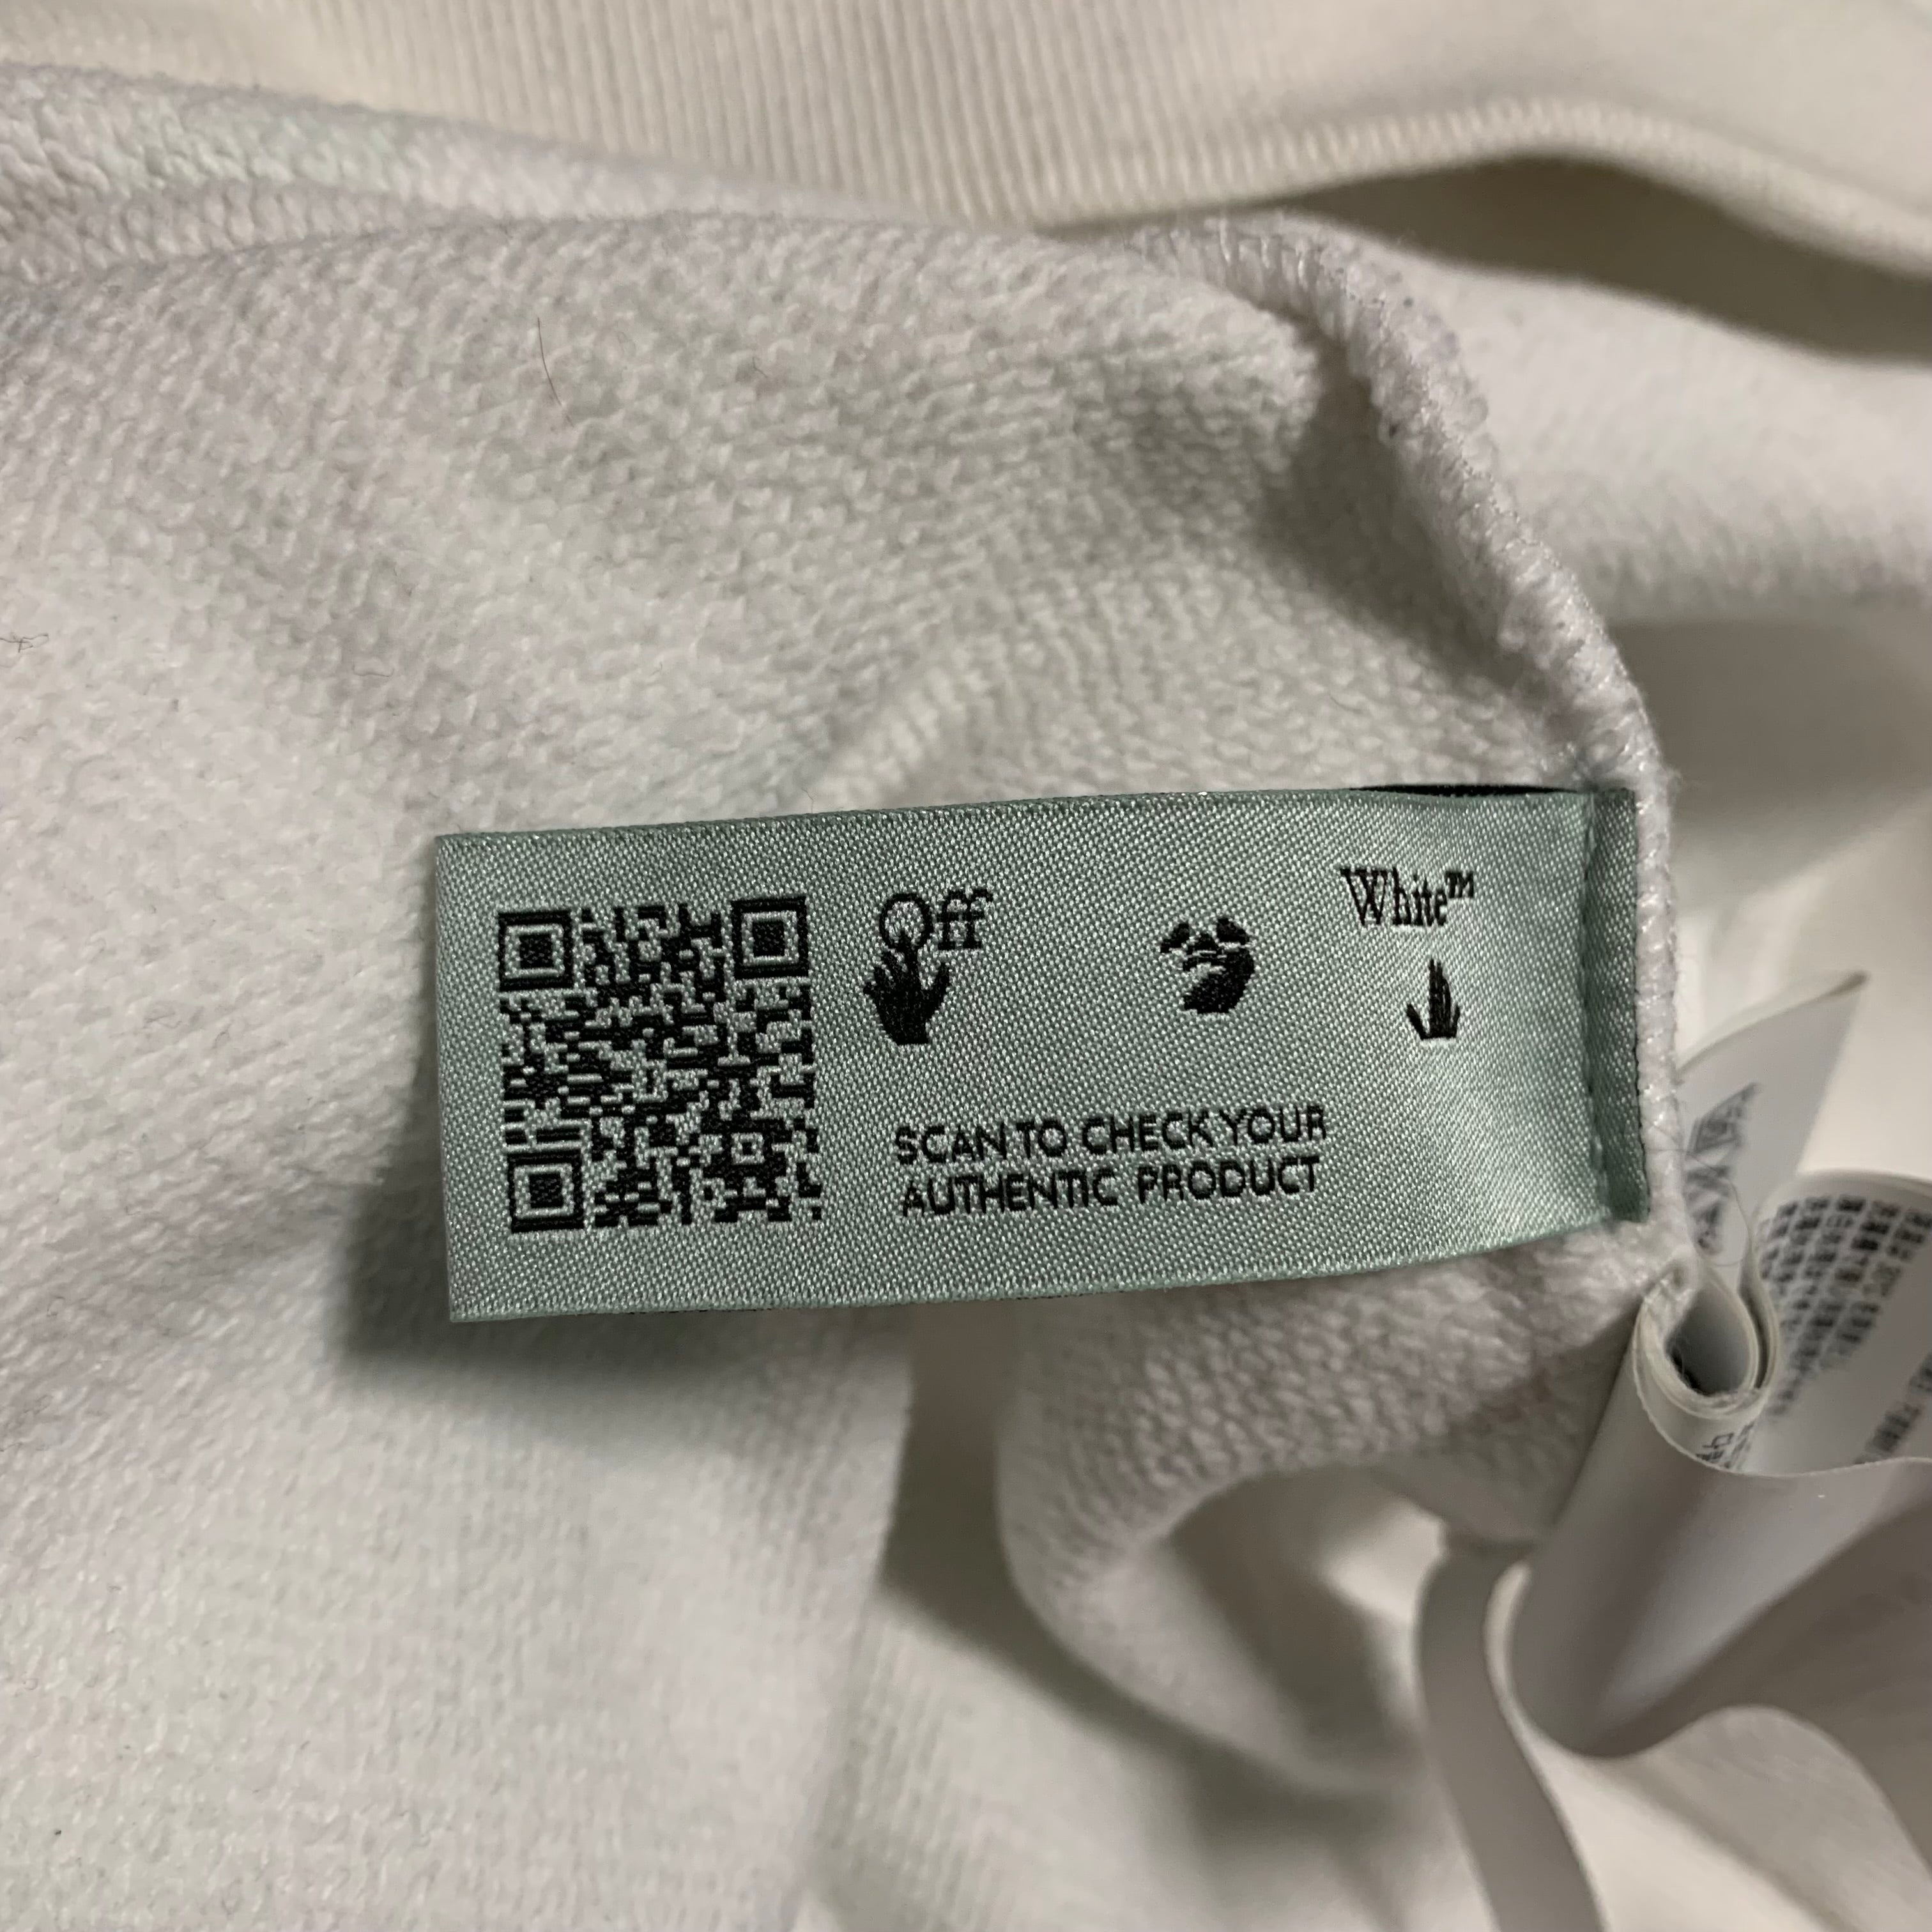 Off White™
SCAN TO CHECK YOUR
AUTHENTIC PRODUCT